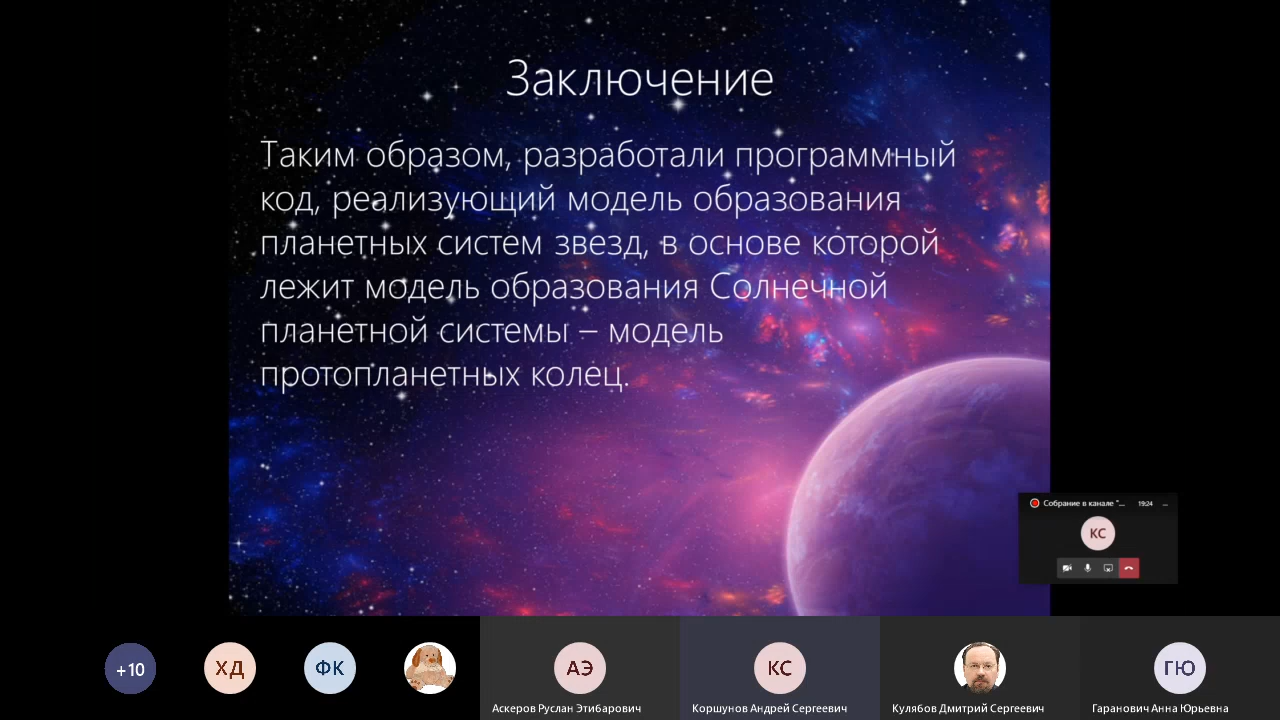 Заключение
Таким образом, разработали программный
код, реализующий модель образования
планетных систем звезд, в основе которой
лежит модель образования Солнечной
планетной системы – модель
протопланетных колец.
Собрание в канале "... 19:24 ...
КС
+10
ХД
ФК
АЭ
КС
ГЮ
Аскеров Руслан Этибарович
Коршунов Андрей Сергеевич
Кулябов Дмитрий Сергеевич
Гаранович Анна Юрьевна